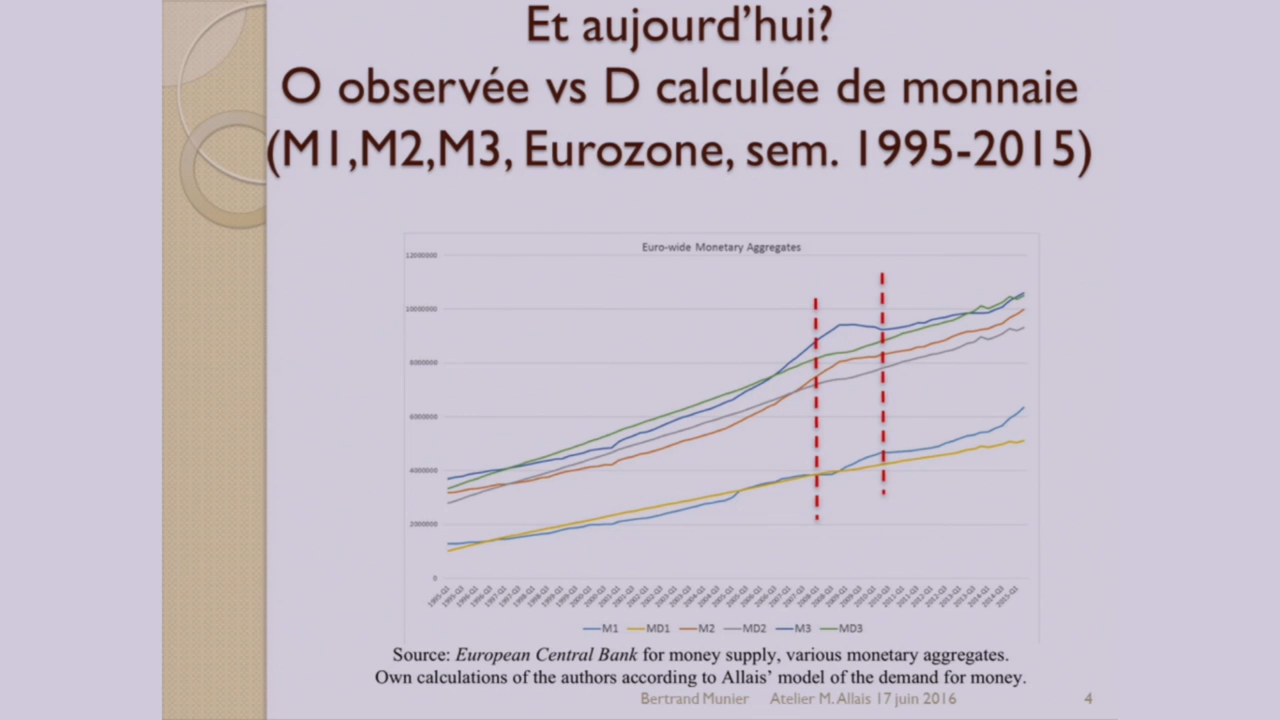 Et aujourd’hui?
O observée vs D calculée de monnaie
(M1,M2,M3, Eurozone, sem. 1995-2015)
Euro-wide Monetary Aggregates
12000000
10000000
8000000
6000000
4000000
2000000
0
M1 MD1 M2 MD2 M3 MD3
Source: European Central Bank for money supply, various monetary aggregates.
Own calculations of the authors according to Allais’ model of the demand for money.
Bertrand Munier Atelier M. Allais 17 juin 2016 4